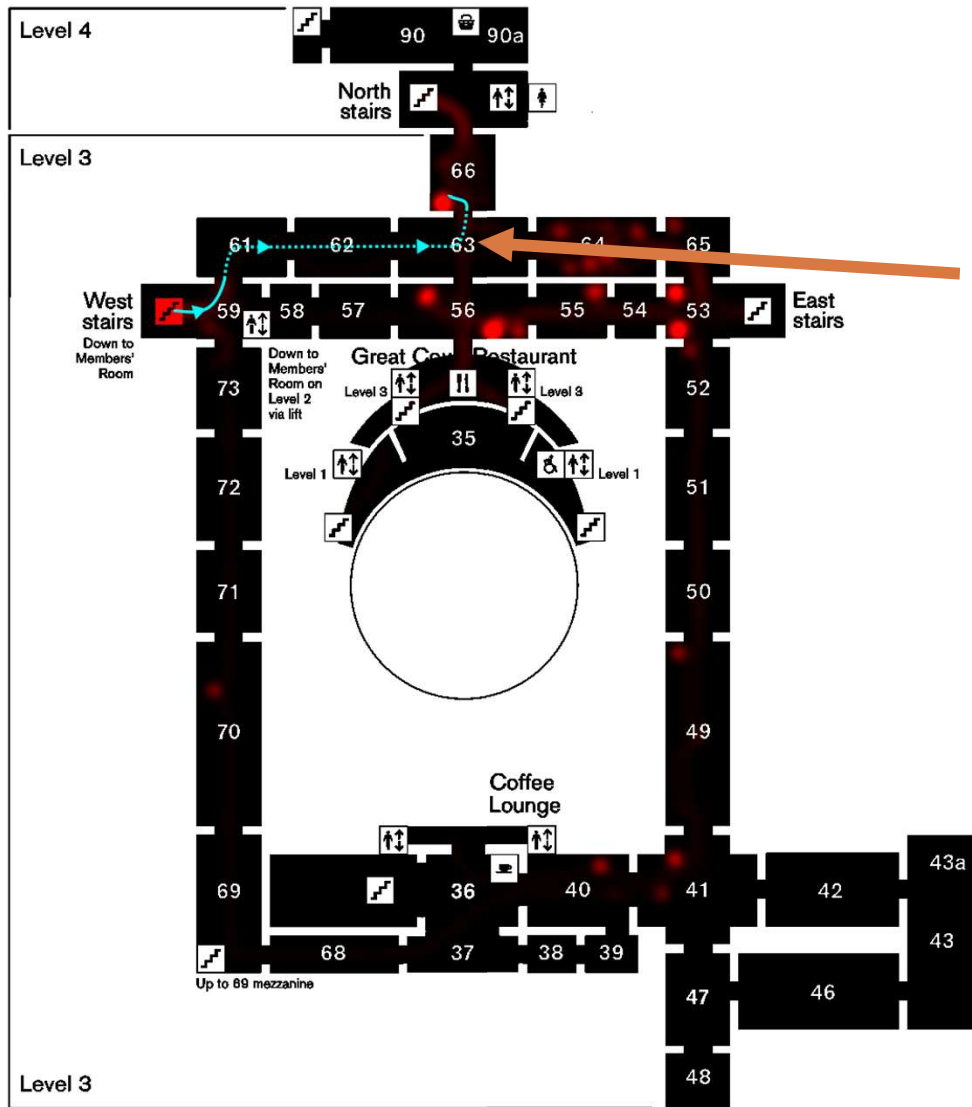 Level 4
90
90a
North
stairs
Level 3
66
61
62
63
64
65
West
stairs
Down to
Members'
Room
59
58
57
56
55
54
53
East
stairs
Down to
Members'
Room on
Level 2
via lift
Great Court Restaurant
Level 3
Level 3
73
52
35
Level 1
Level 1
72
51
71
50
70
49
Coffee
Lounge
69
36
40
41
42
43a
68
37
38
39
43
Up to 69 mezzanine
47
46
48
Level 3